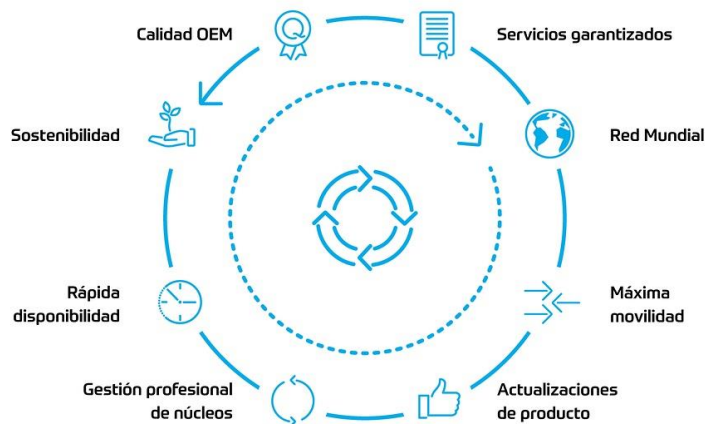 Calidad OEM
Servicios garantizados
Sostenibilidad
Red Mundial
Rápida
disponibilidad
Máxima
movilidad
Gestión profesional
de núcleos
Actualizaciones
de producto